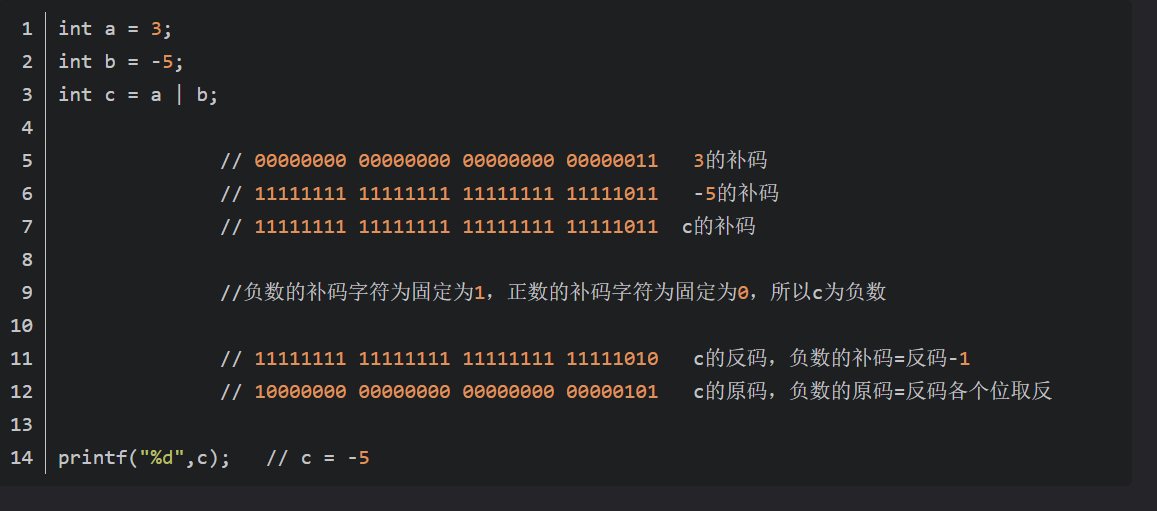 1 int a = 3;
2 int b = -5;
3 int c = a | b;
4
5 // 00000000 00000000 00000000 00000011 3的补码
6 // 11111111 11111111 11111111 11111011 -5的补码
7 // 11111111 11111111 11111111 11111011 c的补码
8
9 //负数的补码字符为固定为1，正数的补码字符为固定为0，所以c为负数
10
11 // 11111111 11111111 11111111 11111010 c的反码，负数的补码=反码-1
12 // 10000000 00000000 00000000 00000101 c的原码，负数的原码=反码各个位取反
13
14 printf("%d",c); // c = -5